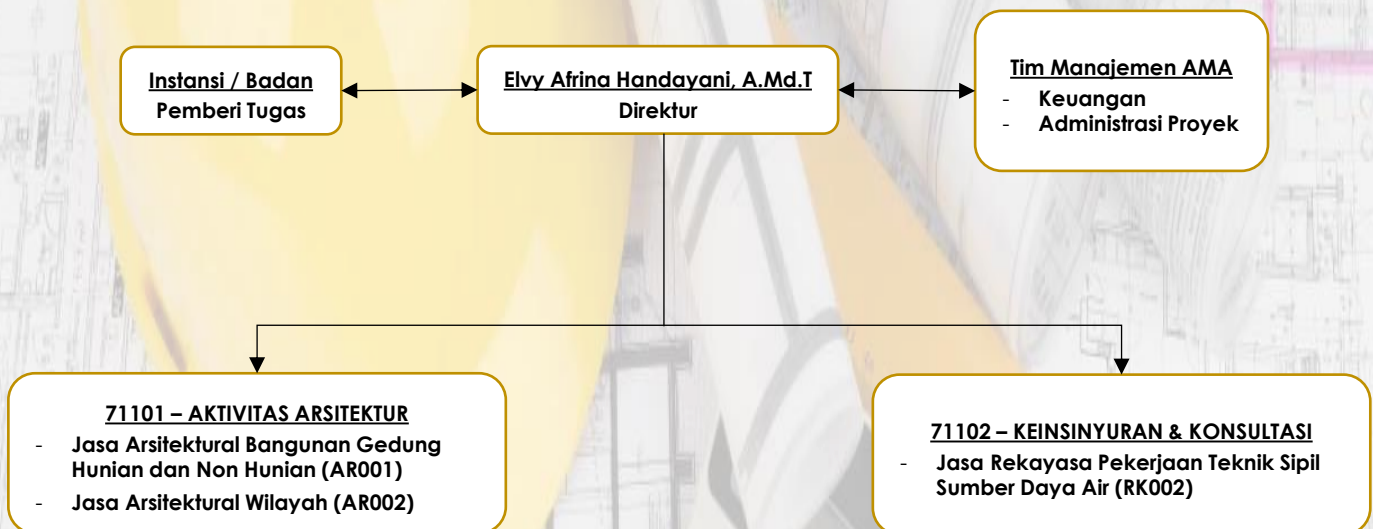 Instansi / Badan
Pemberi Tugas
Elvy Afrina Handayani, A.Md.T
Direktur
Tim Manajemen AMA
- Keuangan
- Administrasi Proyek
71101 – AKTIVITAS ARSITEKTUR
- Jasa Arsitektural Bangunan Gedung
Hunian dan Non Hunian (AR001)
- Jasa Arsitektural Wilayah (AR002)
71102 – KEINSINYURAN & KONSULTASI
- Jasa Rekayasa Pekerjaan Teknik Sipil
Sumber Daya Air (RK002)